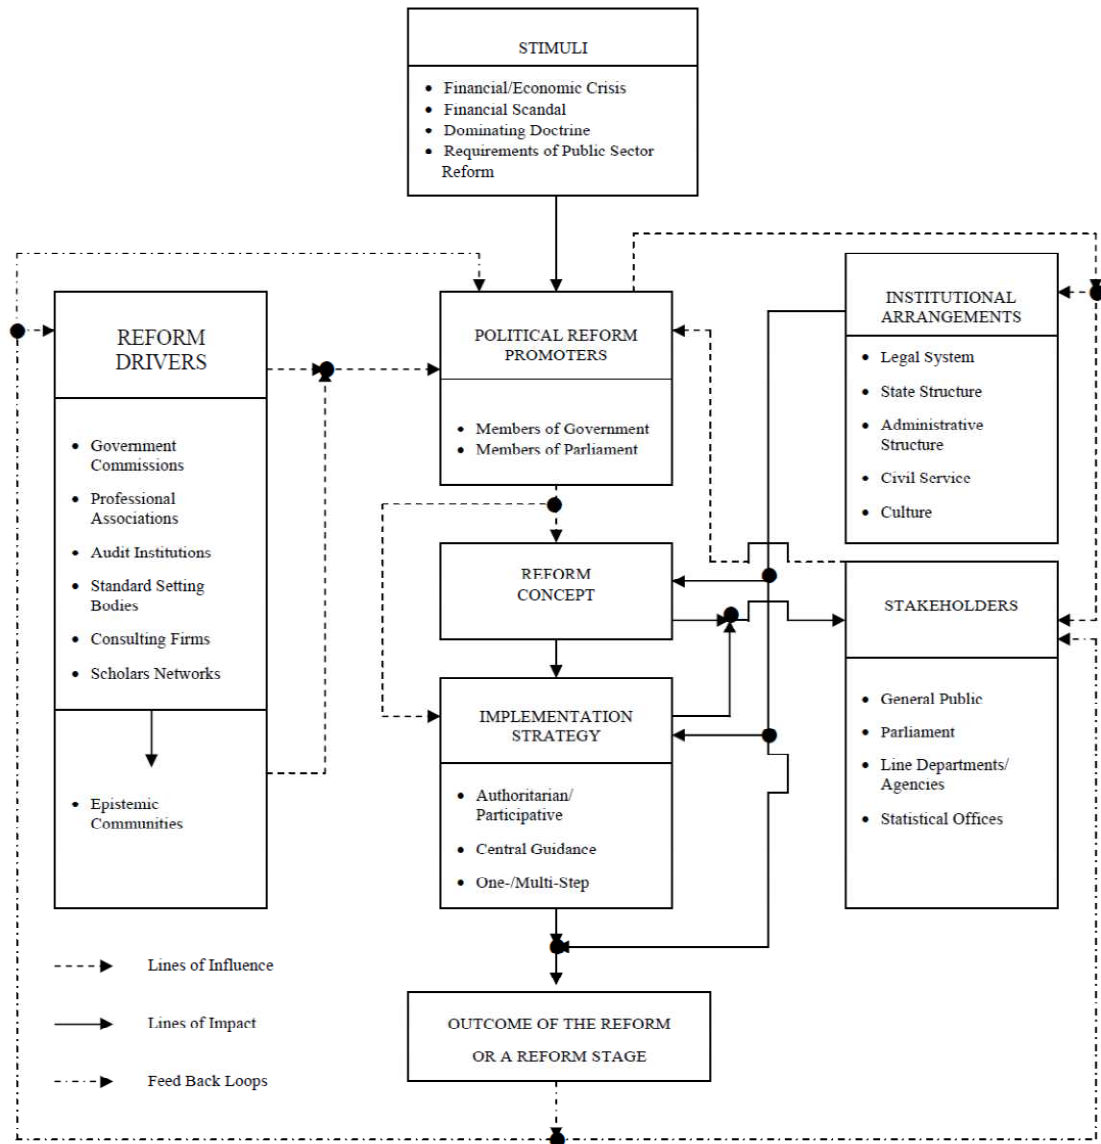 STIMULI
• Financial/Economic Crisis
• Financial Scandal
• Dominating Doctrine
• Requirements of Public Sector
Reform
REFORM
DRIVERS
• Government
Commissions
• Professional
Associations
• Audit Institutions
• Standard Setting
Bodies
• Consulting Firms
• Scholars Networks
• Epistemic
Communities
POLITICAL REFORM
PROMOTERS
• Members of Government
• Members of Parliament
REFORM
CONCEPT
IMPLEMENTATION
STRATEGY
• Authoritarian/
Participative
• Central Guidance
• One-/Multi-Step
INSTITUTIONAL
ARRANGEMENTS
• Legal System
• State Structure
• Administrative
Structure
• Civil Service
• Culture
STAKEHOLDERS
• General Public
• Parliament
• Line Departments/
Agencies
• Statistical Offices
OUTCOME OF THE REFORM
OR A REFORM STAGE
Lines of Influence
Lines of Impact
Feed Back Loops